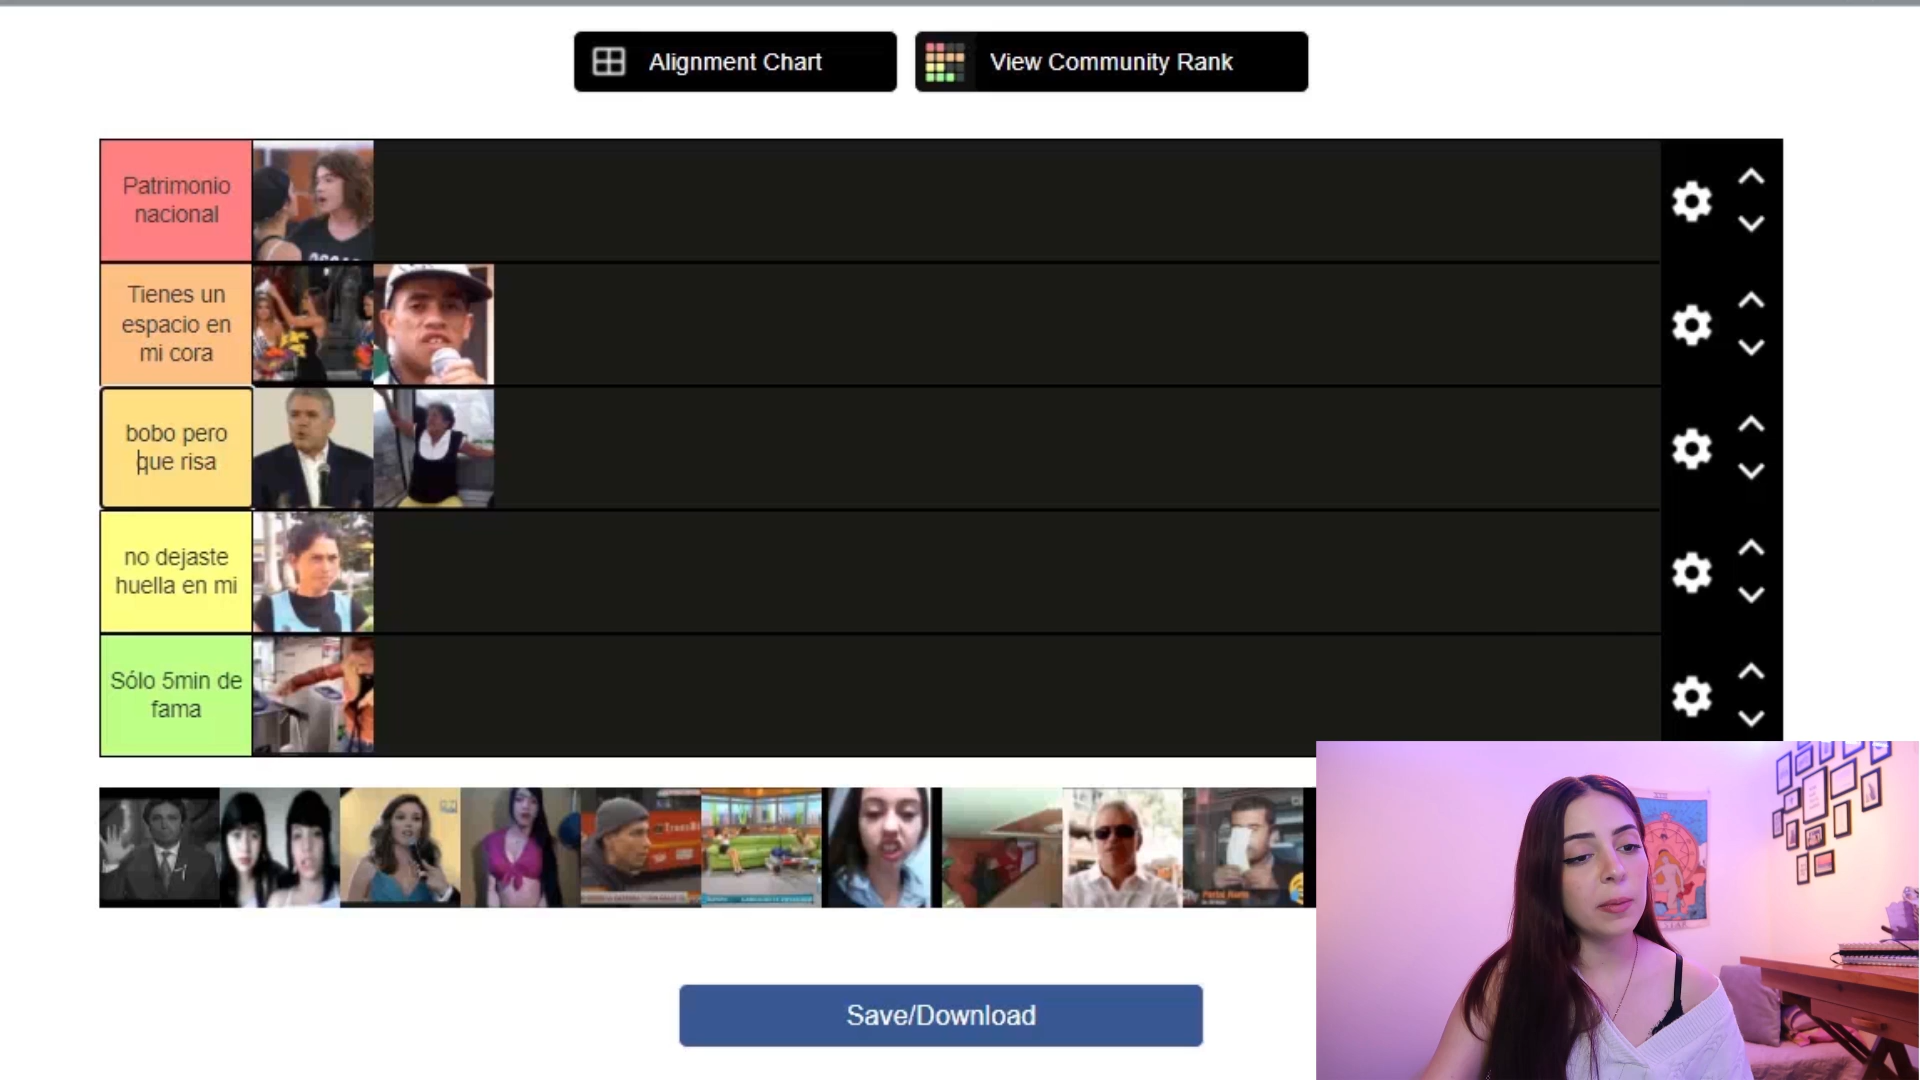 Alignment Chart
View Community Rank
Patrimonio
nacional
Tienes un
espacio en
mi cora
bobo pero
que risa
no dejaste
huella en mi
Sólo 5min de
fama
Save/Download